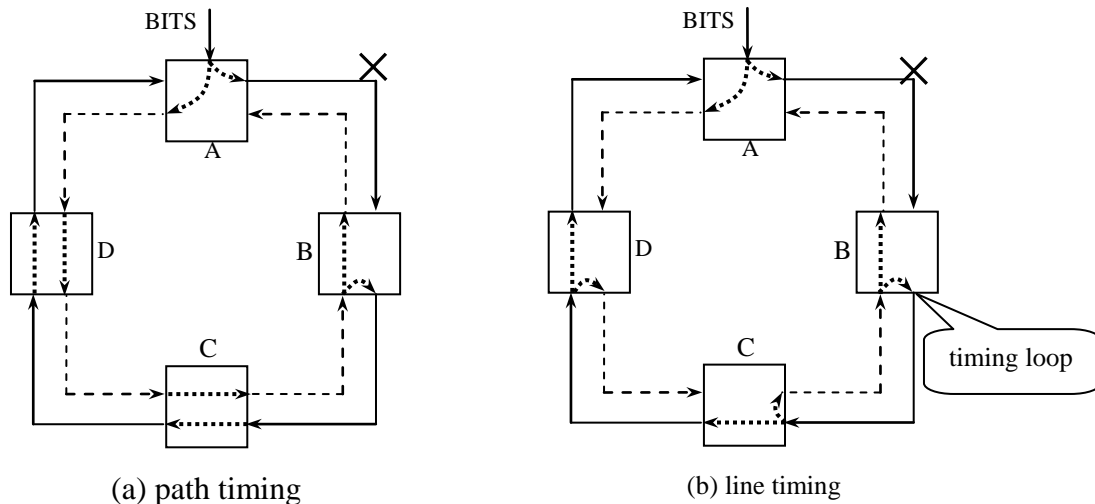 BITS
A
D
B
C
(a) path timing
BITS
A
D
B
C
timing loop
(b) line timing